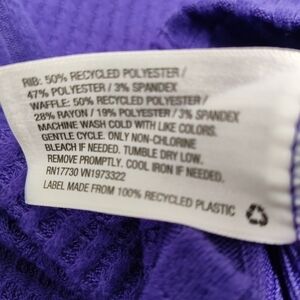 RIB: 50% RECYCLED POLYESTER /
47% POLYESTER / 3% SPANDEX
WAFFLE: 50% RECYCLED POLYESTER /
28% RAYON / 19% POLYESTER / 3% SPANDEX
MACHINE WASH COLD WITH LIKE COLORS.
GENTLE CYCLE. ONLY NON-CHLORINE
BLEACH IF NEEDED. TUMBLE DRY LOW.
REMOVE PROMPTLY. COOL IRON IF NEEDED.
RN17730 VN1973322
LABEL MADE FROM 100% RECYCLED PLASTIC